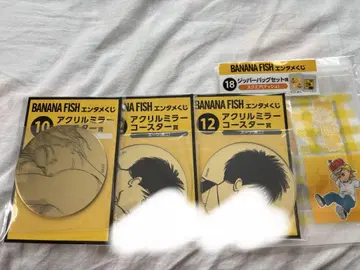 BANANA FISH エンタメくじ
18 ジッパーバッグセット賞
BANANA FISH エンタメくじ
10 アクリルミラー
コースター賞
BANANA FISH エンタメくじ
アクリルミラー
コースター賞
BANANA FISH エンタメくじ
12 アクリルミラー
コースター賞